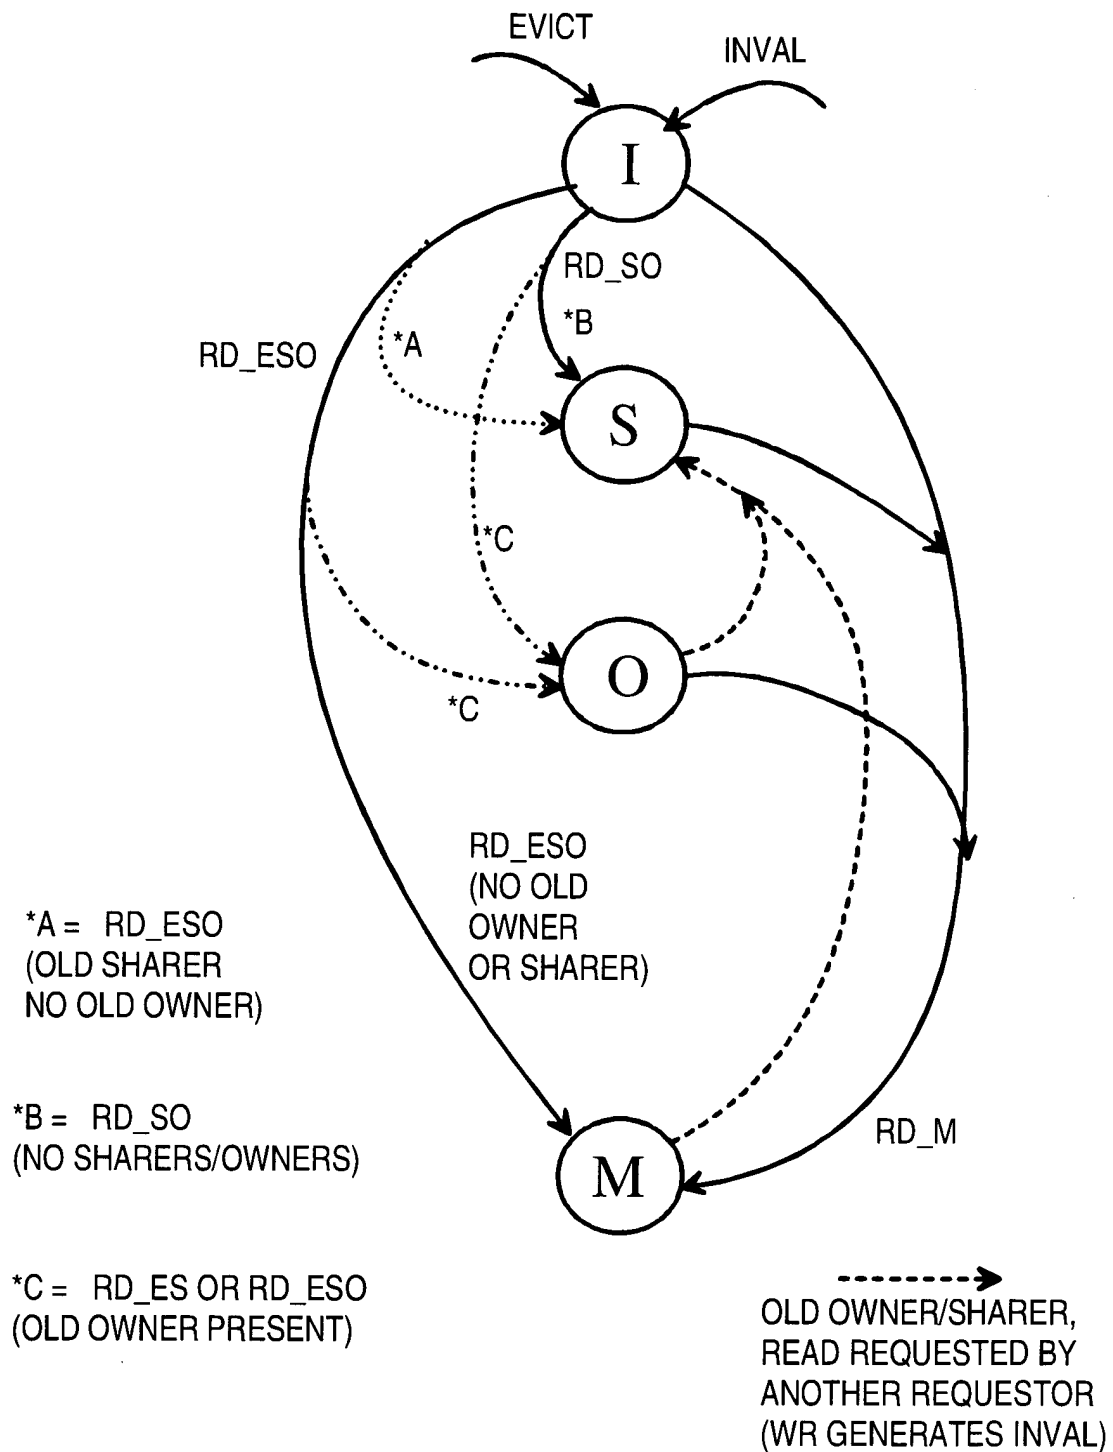 EVICT
INVAL
I
RD_SO
*B
*A
RD_ESO
S
*C
O
*C
RD_ESO
(NO OLD
OWNER
OR SHARER)
*A = RD_ESO
(OLD SHARER
NO OLD OWNER)
*B = RD_SO
(NO SHARERS/OWNERS)
RD_M
M
*C = RD_ES OR RD_ESO
(OLD OWNER PRESENT)
OLD OWNER/SHARER,
READ REQUESTED BY
ANOTHER REQUESTOR
(WR GENERATES INVAL)